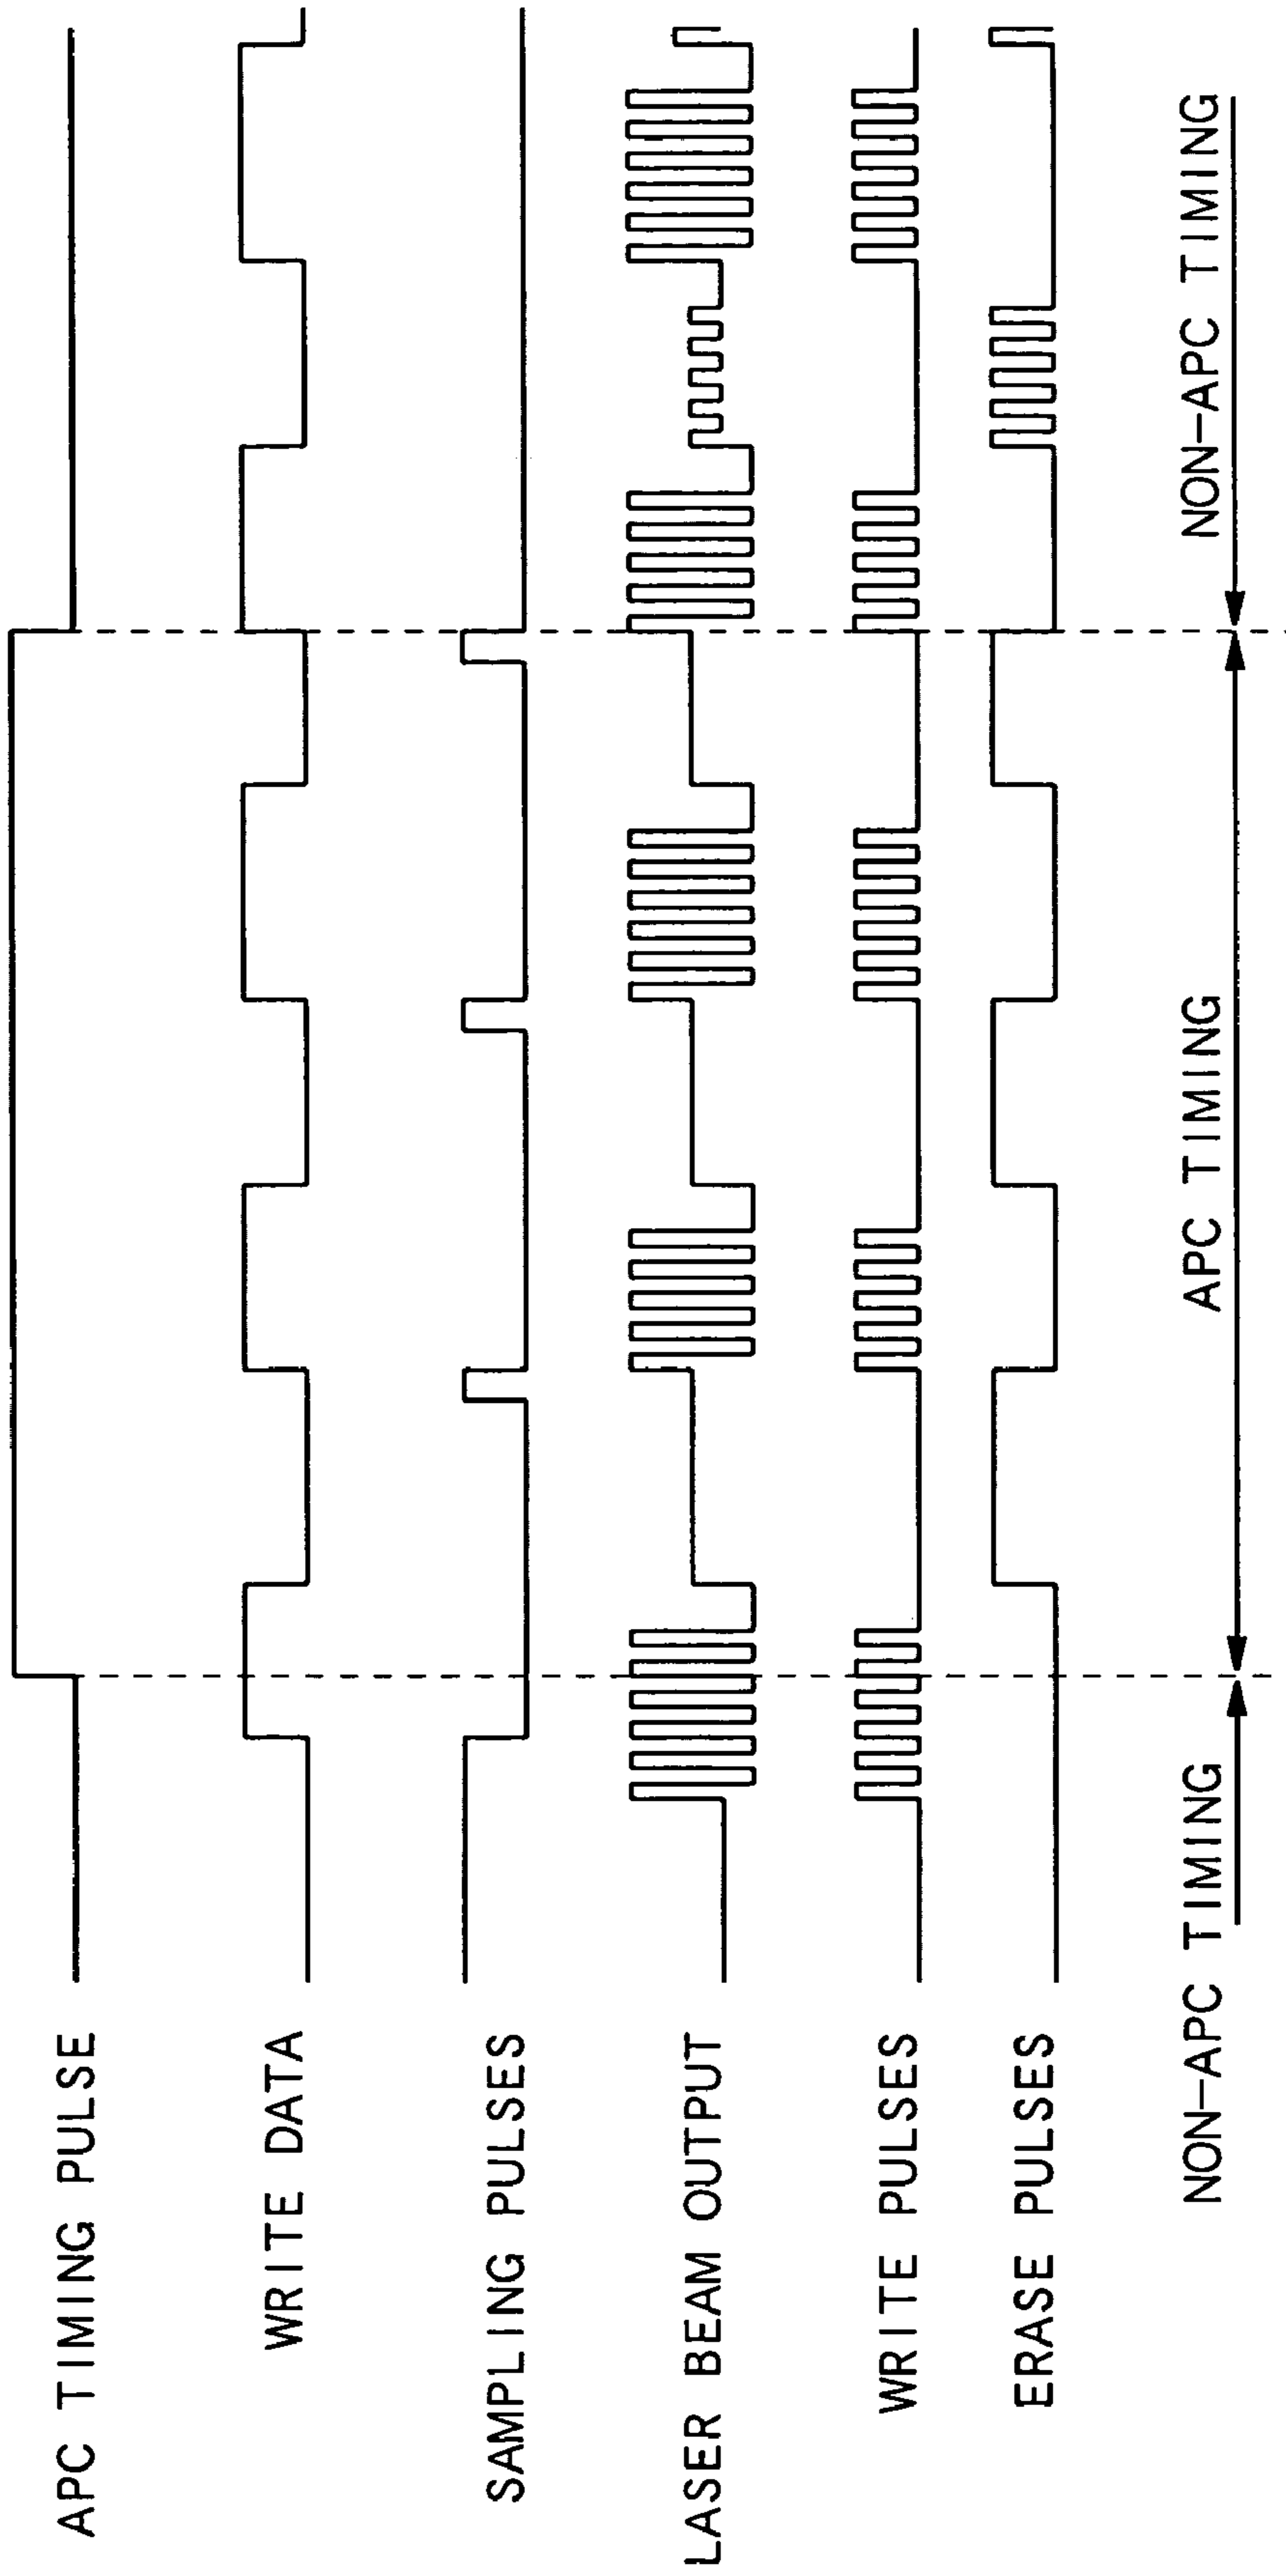 APC TIMING PULSE
WRITE DATA
SAMPLING PULSES
LASER BEAM OUTPUT
WRITE PULSES
ERASE PULSES
NON-APC TIMING
APC TIMING
NON-APC TIMING